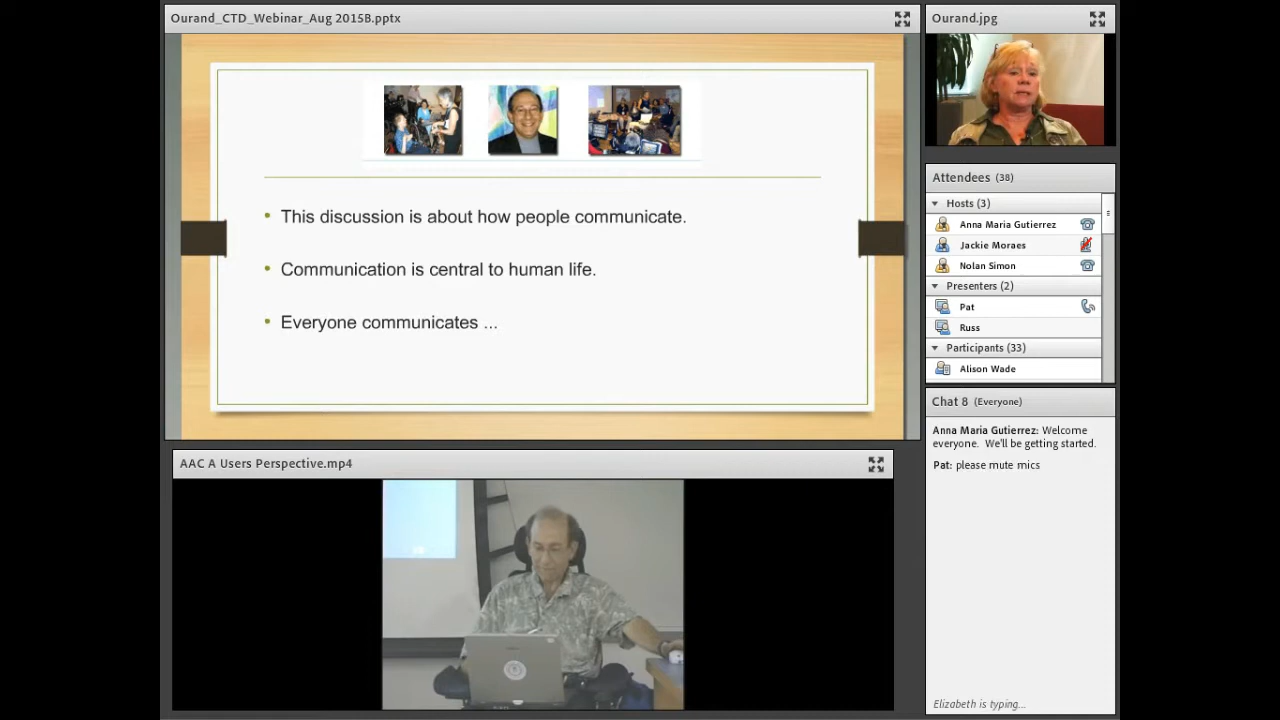 Ourand_CTD_Webinar_Aug 2015B.pptx
• This discussion is about how people communicate.
• Communication is central to human life.
• Everyone communicates ...
AAC A Users Perspective.mp4
Ourand.jpg
Attendees (38)
Hosts (3)
Anna Maria Gutierrez
Jackie Moraes
Nolan Simon
Presenters (2)
Pat
Russ
Participants (33)
Alison Wade
Chat 8 (Everyone)
Anna Maria Gutierrez: Welcome
everyone. We'll be getting started.
Pat: please mute mics
Elizabeth is typing...